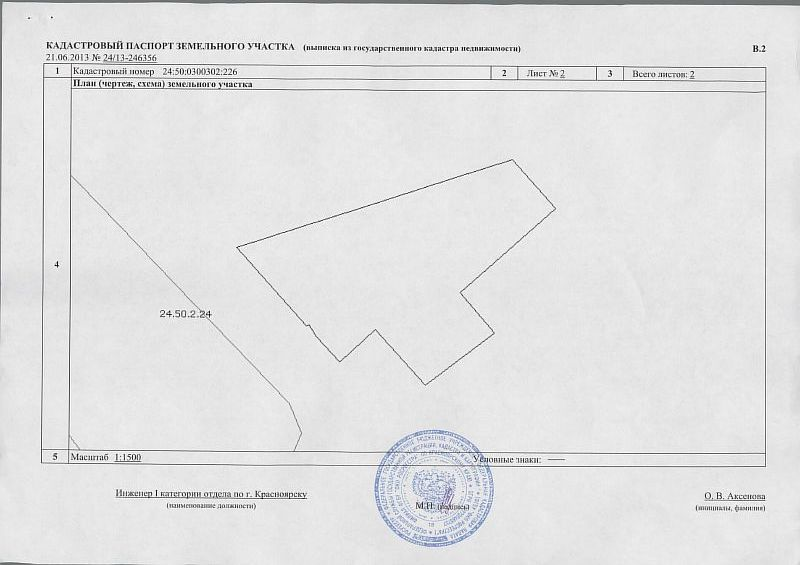 КАДАСТРОВЫЙ ПАСПОРТ ЗЕМЕЛЬНОГО УЧАСТКА (выписка из государственного кадастра недвижимости) В.2
21.06.2013 № 24/13-246356
1 Кадастровый номер 24:50:0300302:226 2 Лист № 2 3 Всего листов: 2
План (чертеж, схема) земельного участка
4
24.50.2.24
5 Масштаб 1:1500 Условные знаки:
Инженер I категории отдела по г. Красноярску О. В. Аксенова
(наименование должности) М.П. (подпись) (инициалы, фамилия)